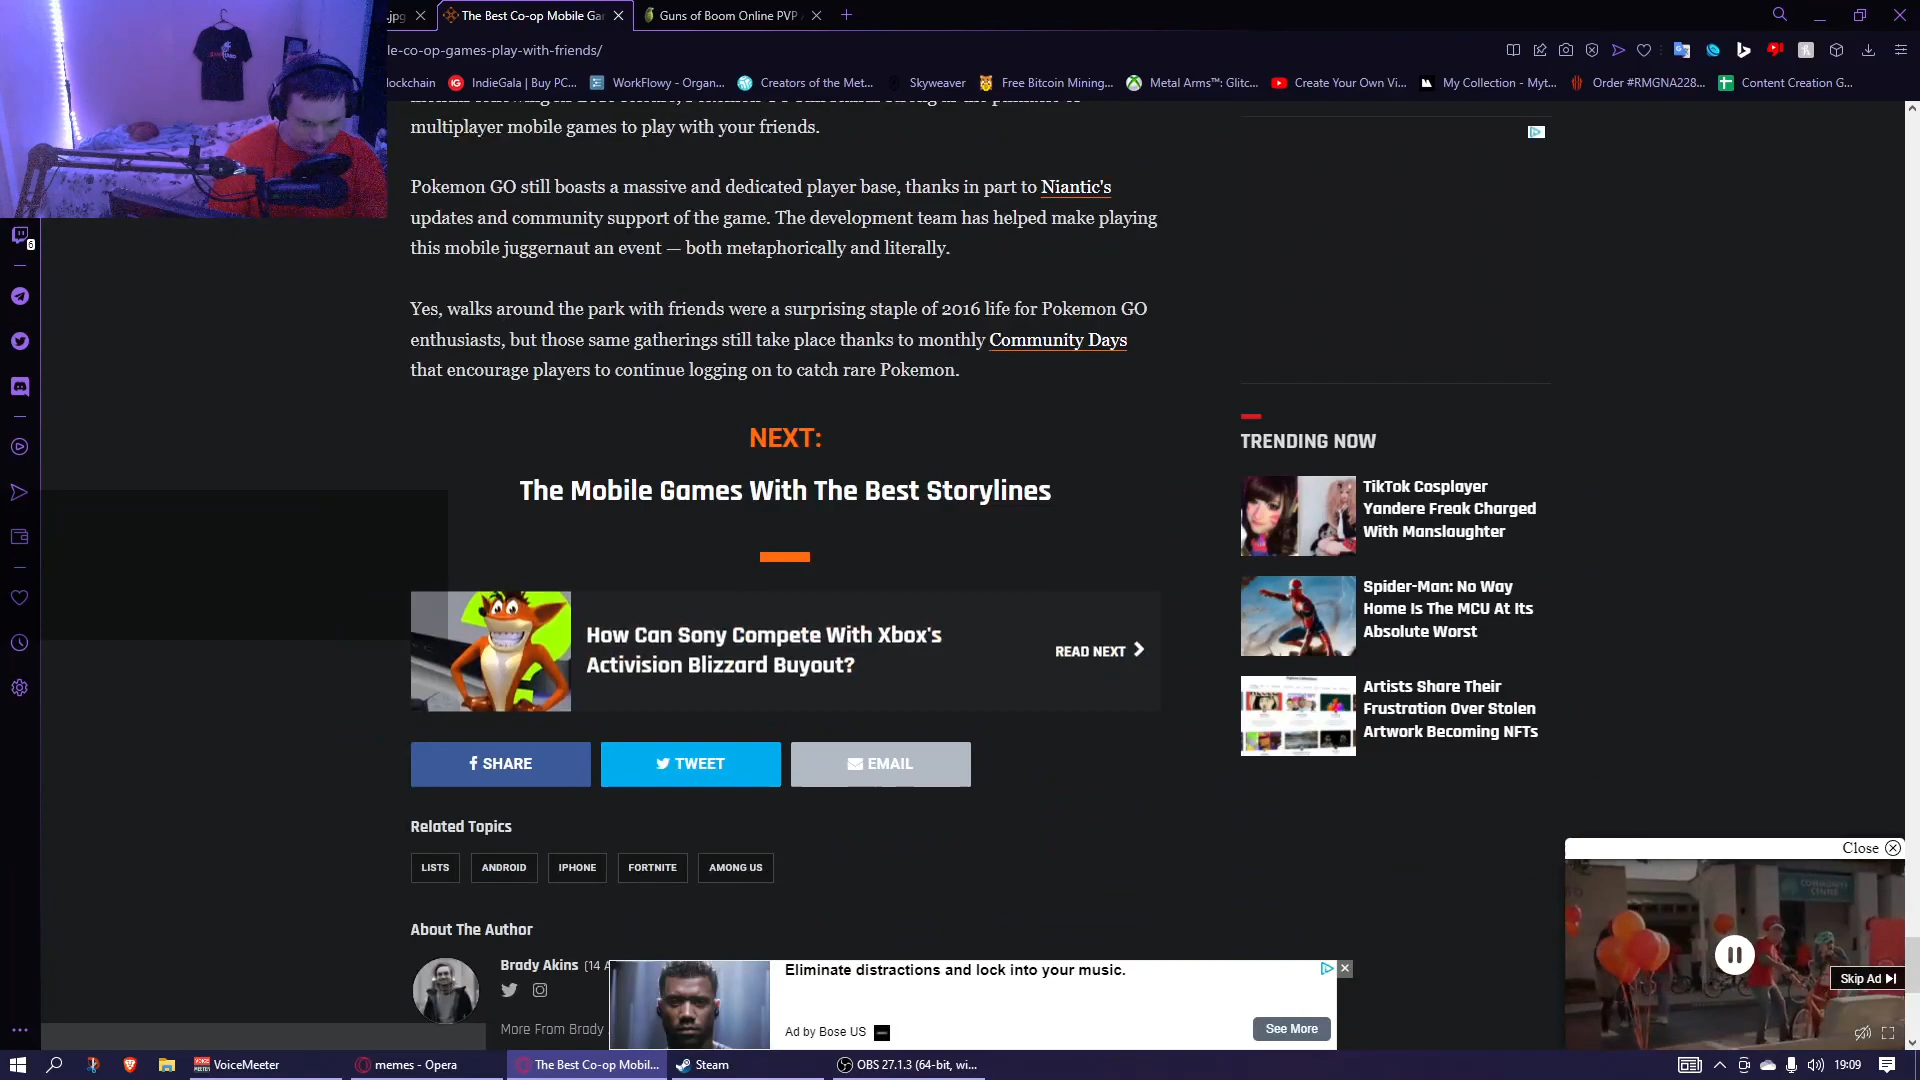 .jpg
The Best Co-op Mobile Gar
Guns of Boom Online PVP
le-co-op-games-play-with-friends/
lockchain
IndieGala | Buy PC...
WorkFlowy - Organ...
Creators of the Met...
Skyweaver
Free Bitcoin Mining...
Metal Arms™: Glitc...
Create Your Own Vi...
My Collection - Myt...
Order #RMGNA228...
Content Creation G...
multiplayer mobile games to play with your friends.
Pokemon GO still boasts a massive and dedicated player base, thanks in part to Niantic's
updates and community support of the game. The development team has helped make playing
this mobile juggernaut an event — both metaphorically and literally.
Yes, walks around the park with friends were a surprising staple of 2016 life for Pokemon GO
enthusiasts, but those same gatherings still take place thanks to monthly Community Days
that encourage players to continue logging on to catch rare Pokemon.
NEXT:
The Mobile Games With The Best Storylines
How Can Sony Compete With Xbox's
Activision Blizzard Buyout?
READ NEXT
SHARE
TWEET
EMAIL
Related Topics
LISTS
ANDROID
IPHONE
FORTNITE
AMONG US
About The Author
Brady Akins (14 A
More From Brady
TRENDING NOW
TikTok Cosplayer
Yandere Freak Charged
With Manslaughter
Spider-Man: No Way
Home Is The MCU At Its
Absolute Worst
Artists Share Their
Frustration Over Stolen
Artwork Becoming NFTs
Close
COMMUNITY
CENTER
Skip Ad
Eliminate distractions and lock into your music.
Ad by Bose US
See More
6
VoiceMeeter
memes - Opera
The Best Co-op Mobil...
Steam
OBS 27.1.3 (64-bit, wi...
19:09